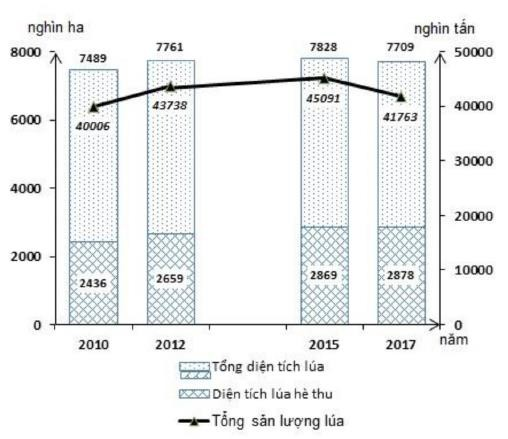 nghìn ha nghìn tấn
7489 7761 7828 7709
8000 50000
40006 43738 45091 41763
6000 40000
30000
4000
20000
2000
2436 2659 2869 2878
10000
0 0
2010 2012 2015 2017 năm
Tổng diện tích lúa
Diện tích lúa hè thu
Tổng sản lượng lúa